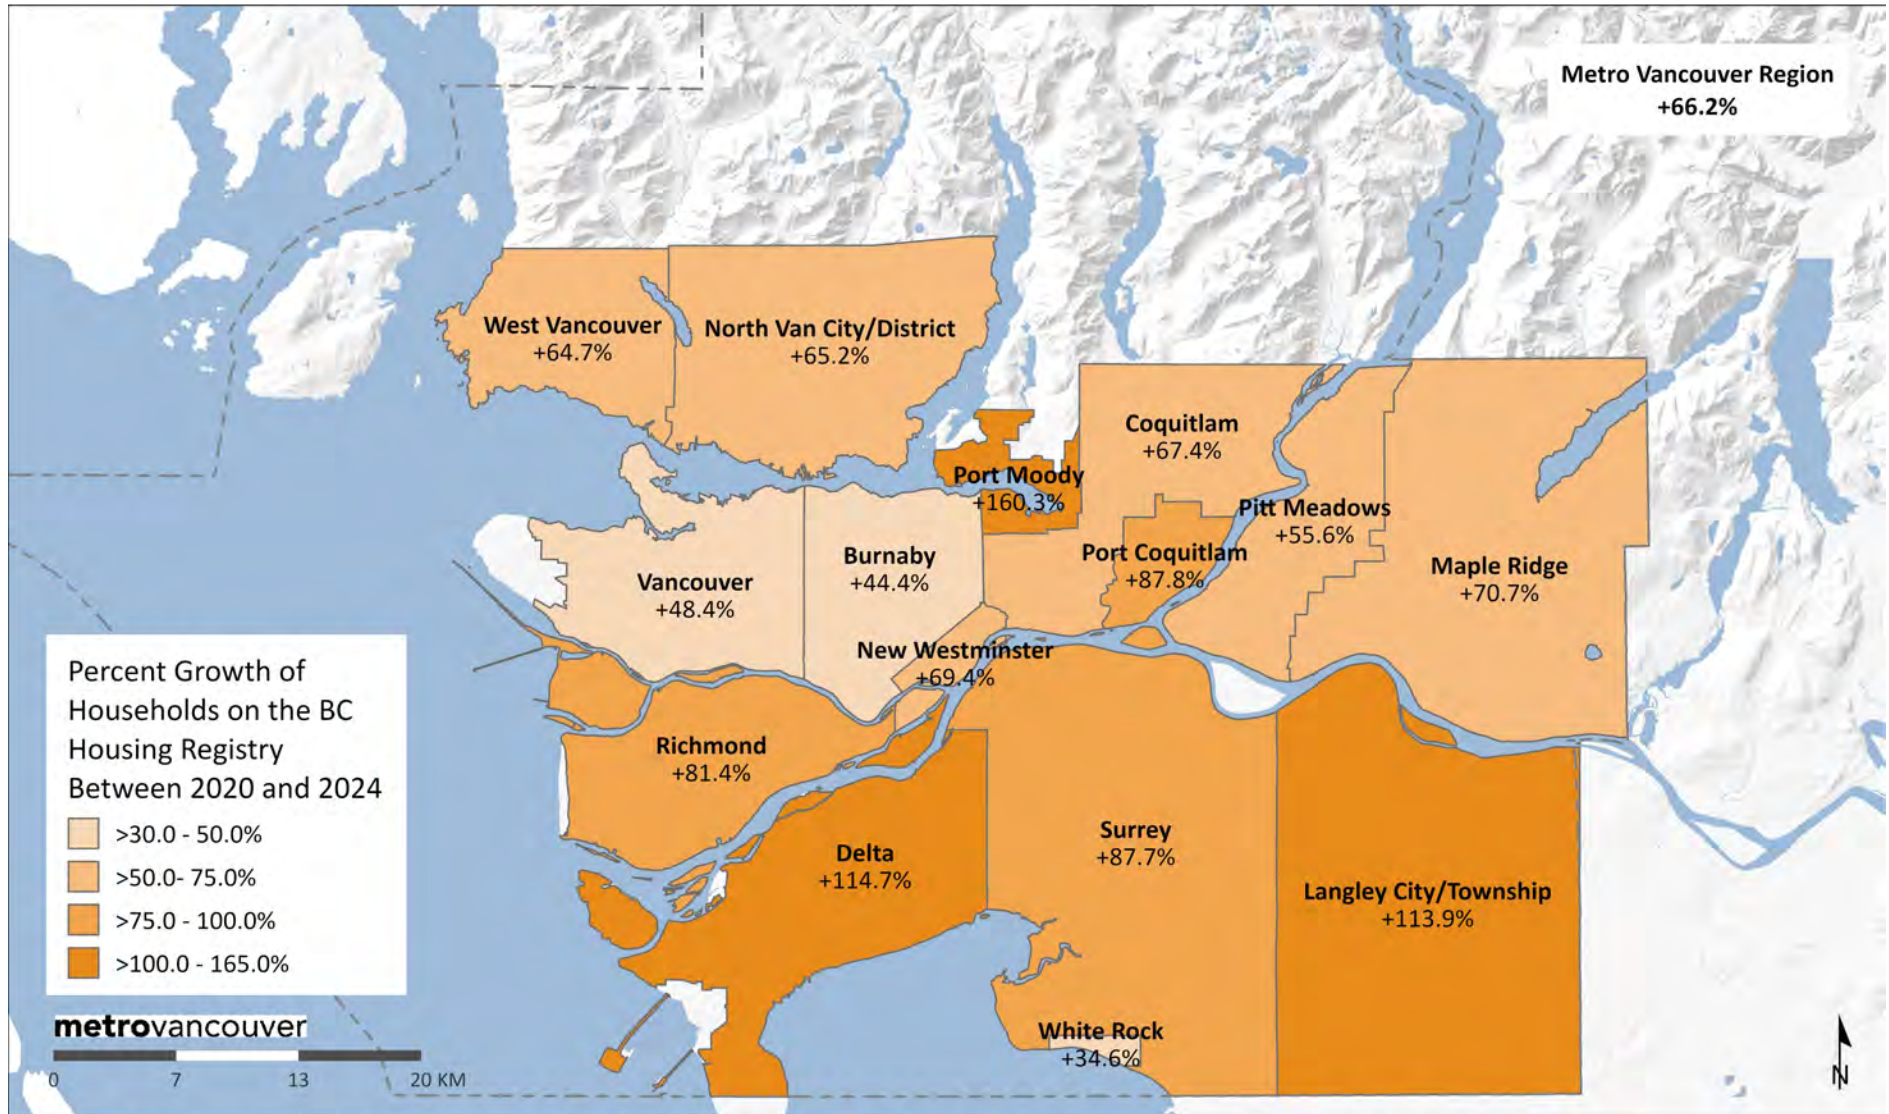 Metro Vancouver Region
+66.2%
West Vancouver
+64.7%
North Van City/District
+65.2%
Coquitlam
+67.4%
Port Moody
+160.3%
Pitt Meadows
+55.6%
Port Coquitlam
+87.8%
Burnaby
+44.4%
Maple Ridge
+70.7%
Vancouver
+48.4%
New Westminster
+69.4%
Richmond
+81.4%
Surrey
+87.7%
Delta
+114.7%
Langley City/Township
+113.9%
White Rock
+34.6%
Percent Growth of
Households on the BC
Housing Registry
Between 2020 and 2024
>30.0 - 50.0%
>50.0- 75.0%
>75.0 - 100.0%
>100.0 - 165.0%
metrovancouver
0 7 13 20 KM
N